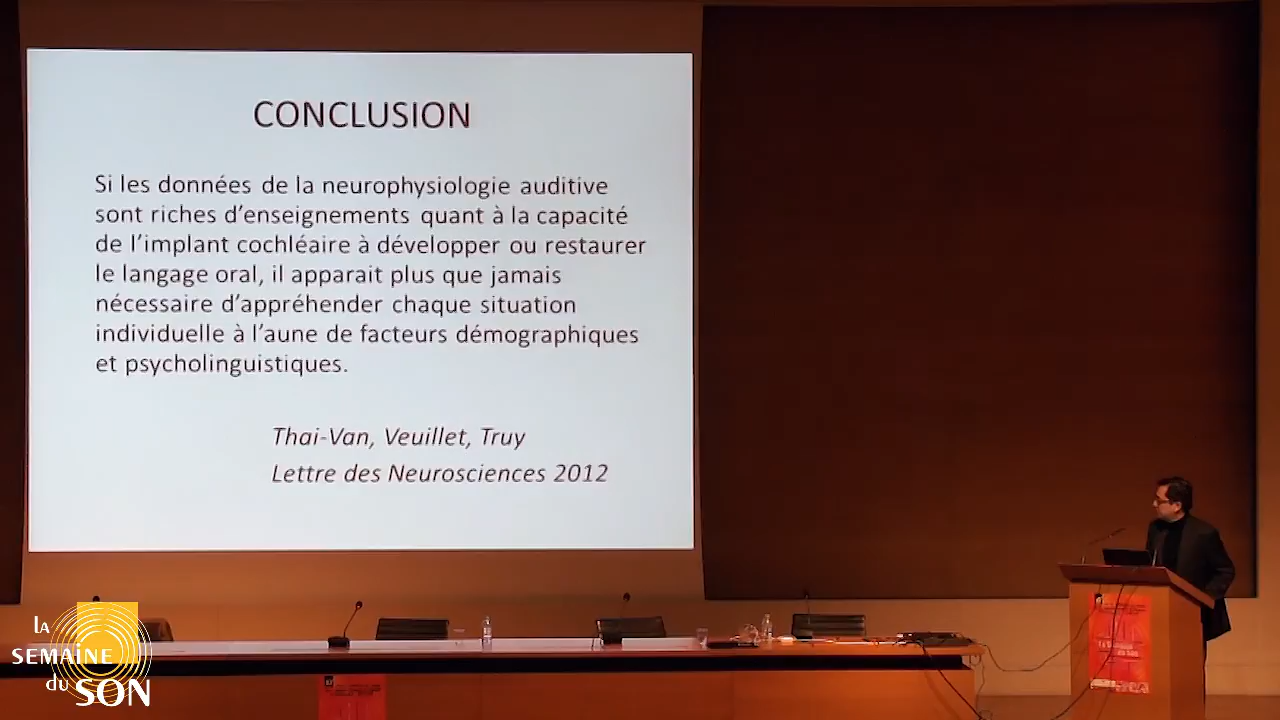 CONCLUSION
Si les données de la neurophysiologie auditive
sont riches d’enseignements quant à la capacité
de l’implant cochléaire à développer ou restaurer
le langage oral, il apparait plus que jamais
nécessaire d’appréhender chaque situation
individuelle à l’aune de facteurs démographiques
et psycholinguistiques.
Thai-Van, Veuillet, Truy
Lettre des Neurosciences 2012
la
SEMAINE
du SON